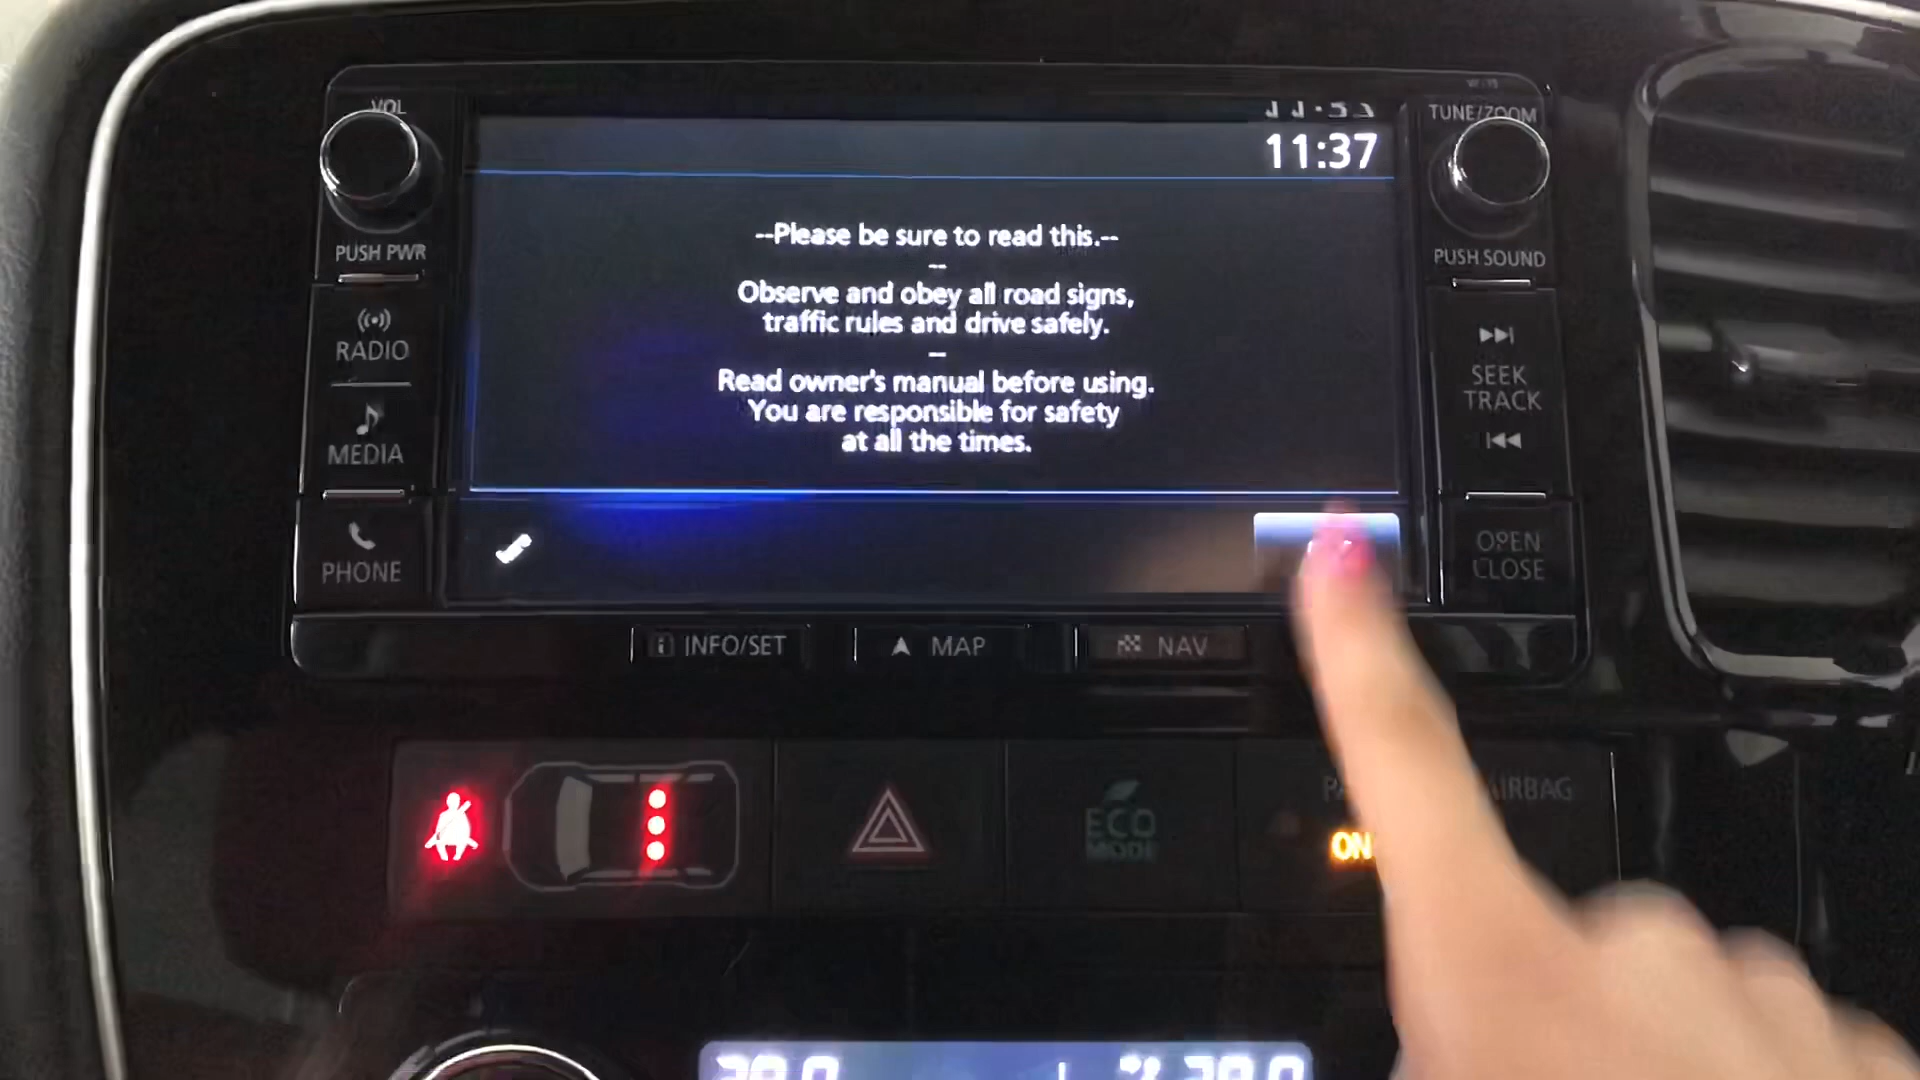 VOL
TUNE/ZOOM
11:37
PUSH PWR
PUSH SOUND
--Please be sure to read this.--
--
Observe and obey all road signs,
traffic rules and drive safely.
--
Read owner's manual before using.
You are responsible for safety
at all the times.
RADIO
MEDIA
PHONE
SEEK
TRACK
OPEN
CLOSE
INFO/SET
MAP
NAV
ECO
MODE
AIRBAG
ON